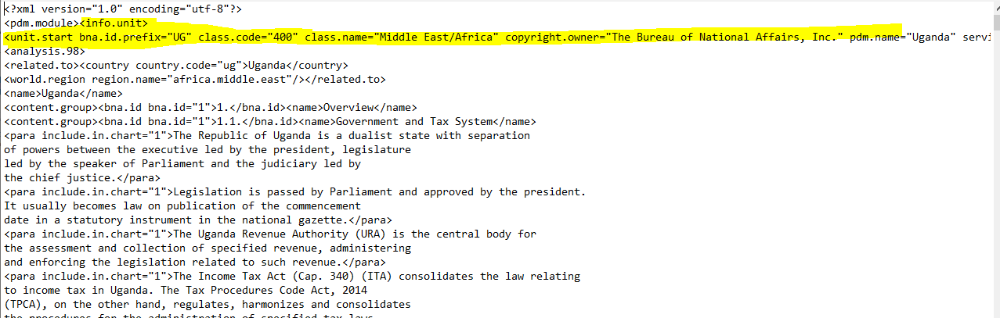 <?xml version="1.0" encoding="utf-8"?>
<pdm.module><info.unit>
<unit.start bna.id.prefix="UG" class.code="400" class.name="Middle East/Africa" copyright.owner="The Bureau of National Affairs, Inc." pdm.name="Uganda" servi
<analysis.98>
<related.to><country country.code="ug">Uganda</country>
<world.region region.name="africa.middle.east"/></related.to>
<name>Uganda</name>
<content.group><bna.id bna.id="1">1.</bna.id><name>Overview</name>
<content.group><bna.id bna.id="1">1.1.</bna.id><name>Government and Tax System</name>
<para include.in.chart="1">The Republic of Uganda is a dualist state with separation
of powers between the executive led by the president, legislature
led by the speaker of Parliament and the judiciary led by
the chief justice.</para>
<para include.in.chart="1">Legislation is passed by Parliament and approved by the president.
It usually becomes law on publication of the commencement
date in a statutory instrument in the national gazette.</para>
<para include.in.chart="1">The Uganda Revenue Authority (URA) is the central body for
the assessment and collection of specified revenue, administering
and enforcing the legislation related to such revenue.</para>
<para include.in.chart="1">The Income Tax Act (Cap. 340) (ITA) consolidates the law relating
to income tax in Uganda. The Tax Procedures Code Act, 2014
(TPCA), on the other hand, regulates, harmonizes and consolidates
the procedures for the administration of specified tax laws